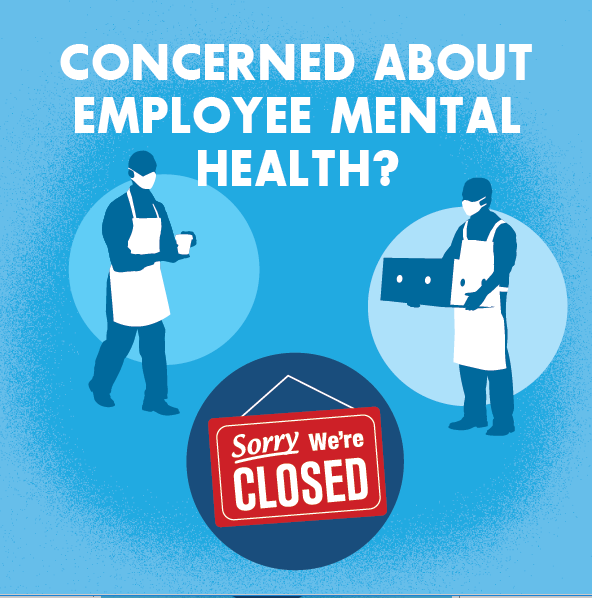 CONCERNED ABOUT
EMPLOYEE MENTAL
HEALTH?
Sorry We're
CLOSED